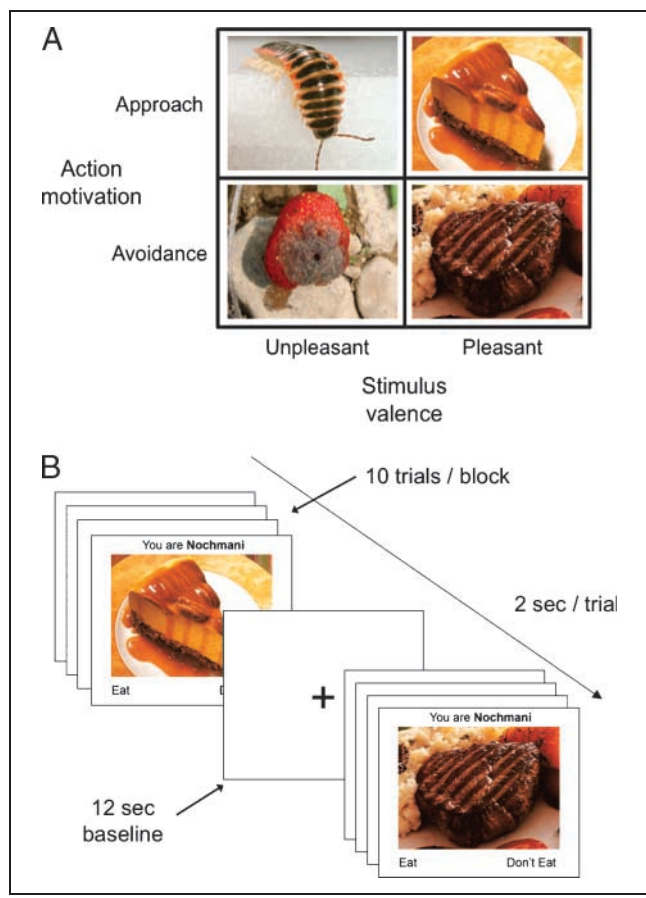 A
Approach
Action
motivation
Avoidance
Unpleasant
Pleasant
Stimulus
valence
B
10 trials / block
You are Nochmani
2 sec / trial
Eat
D
+
You are Nochmani
12 sec
baseline
Eat
Don't Eat